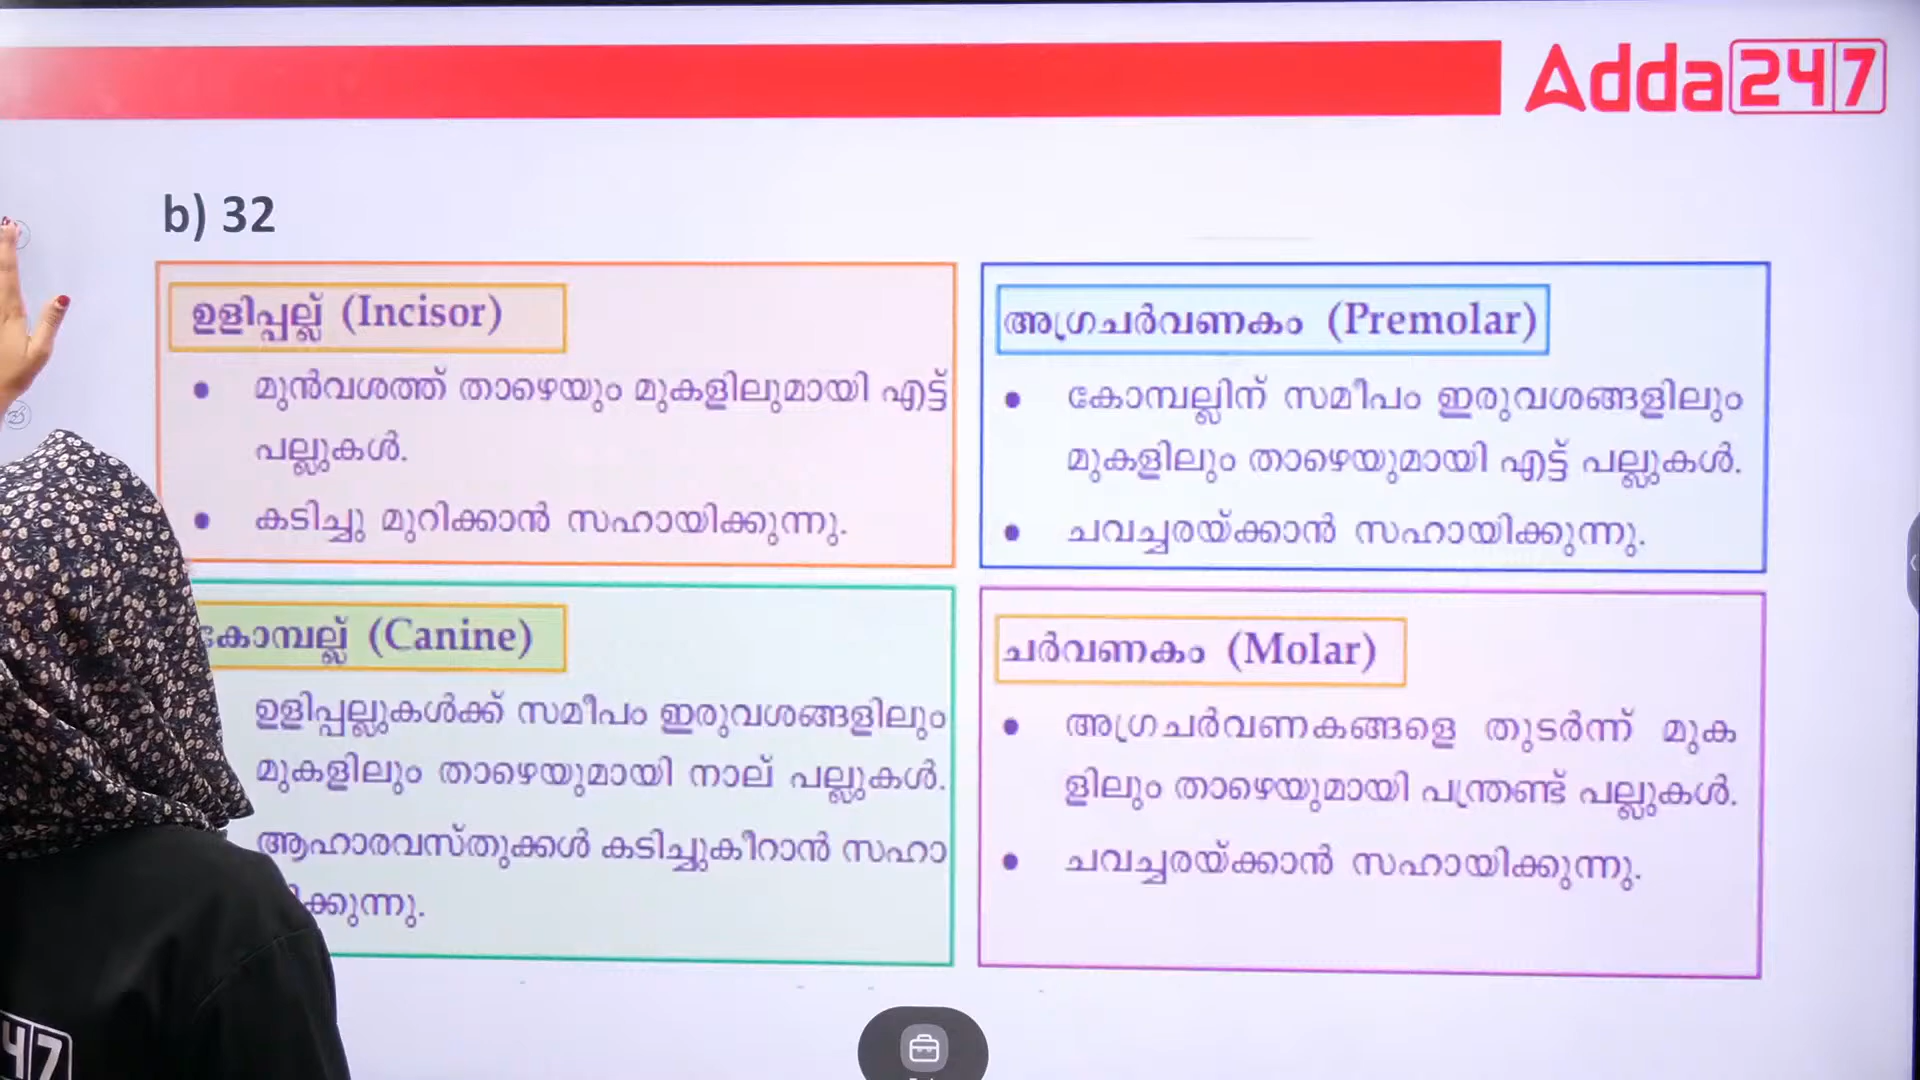 Adda247
b) 32
ഉളിപ്പല്ല് (Incisor)
• മുൻവശത്ത് താഴെയും മുകളിലുമായി എട്ട്
പല്ലുകൾ.
• കടിച്ചു മുറിക്കാൻ സഹായിക്കുന്നു.
അഗ്രചർവണകം (Premolar)
• കോമ്പല്ലിന് സമീപം ഇരുവശങ്ങളിലും
മുകളിലും താഴെയുമായി എട്ട് പല്ലുകൾ.
• ചവച്ചരയ്ക്കാൻ സഹായിക്കുന്നു.
കോമ്പല്ല് (Canine)
ഉളിപ്പല്ലുകൾക്ക് സമീപം ഇരുവശങ്ങളിലും
മുകളിലും താഴെയുമായി നാല് പല്ലുകൾ.
ആഹാരവസ്തുക്കൾ കടിച്ചുകീറാൻ സഹാ
ക്കുന്നു.
ചർവണകം (Molar)
• അഗ്രചർവണകങ്ങളെ തുടർന്ന് മുക
ളിലും താഴെയുമായി പന്ത്രണ്ട് പല്ലുകൾ.
• ചവച്ചരയ്ക്കാൻ സഹായിക്കുന്നു.
47